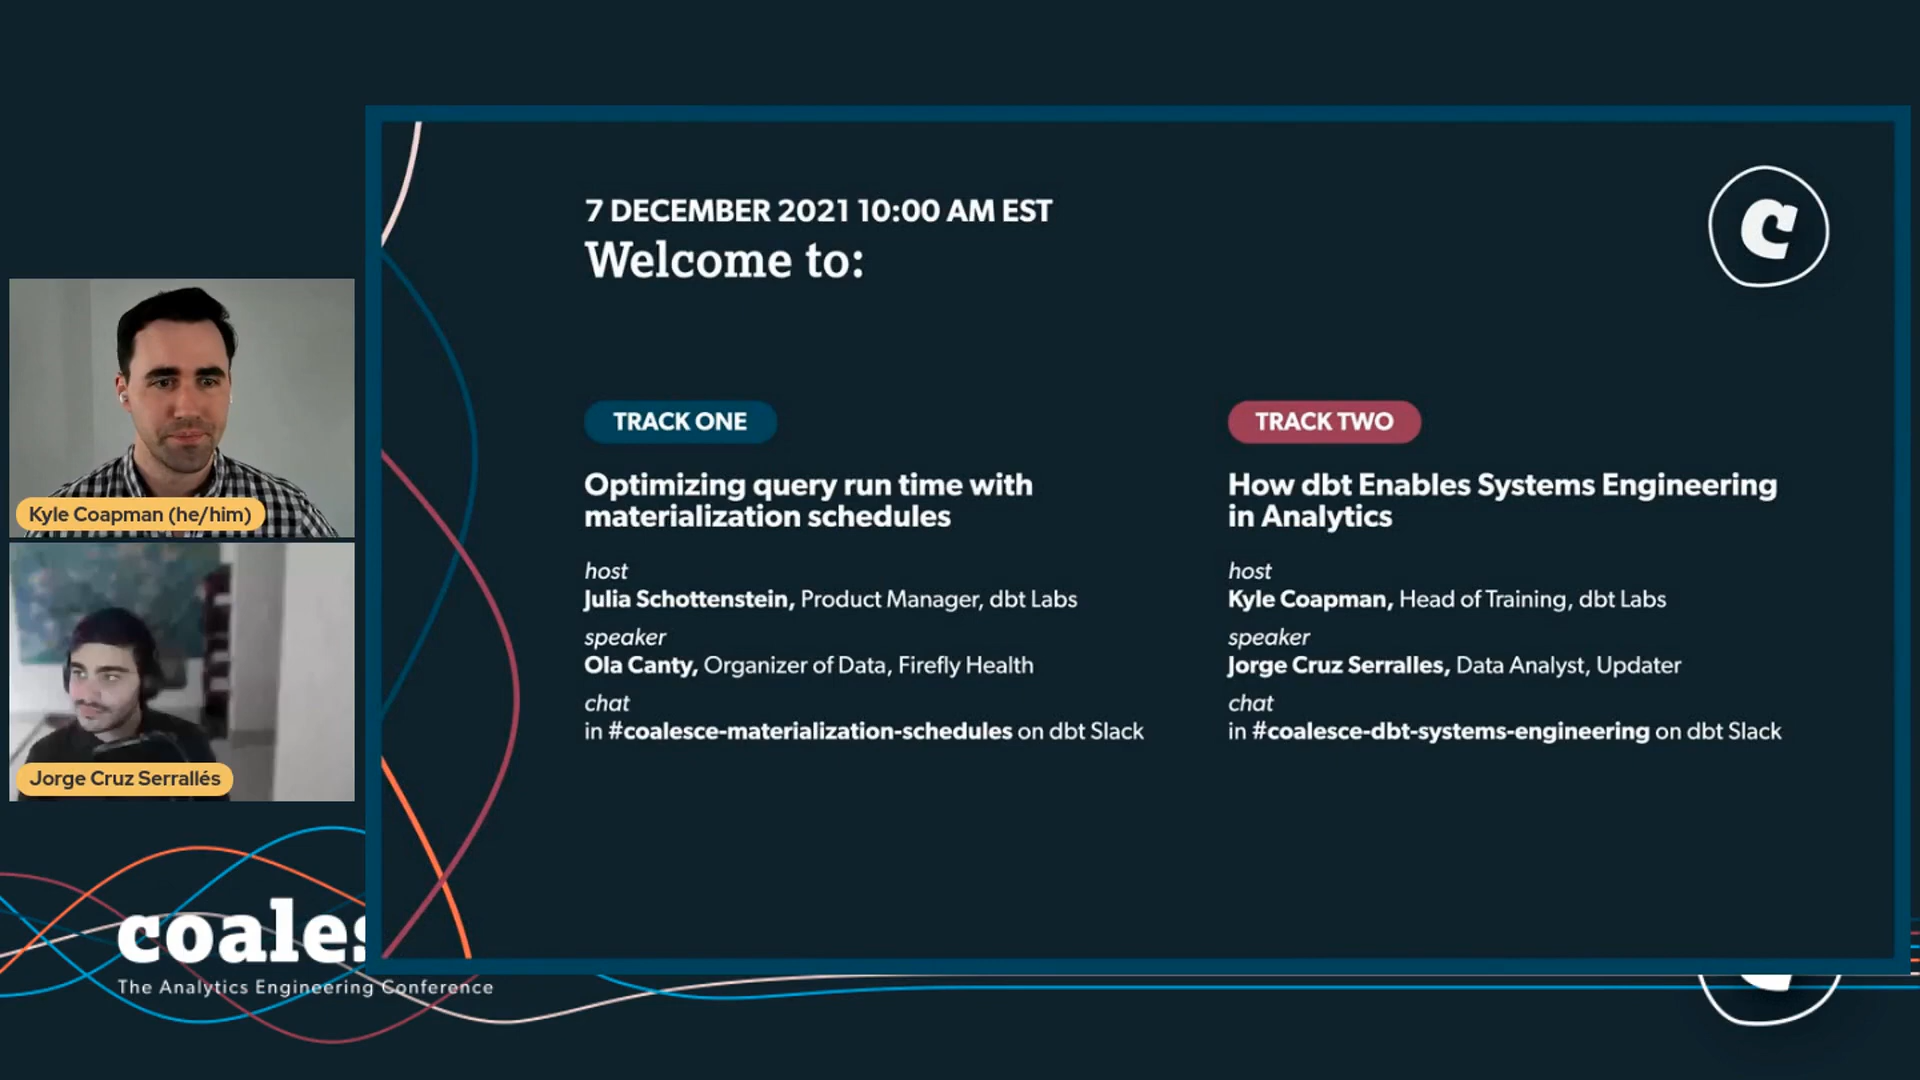 7 DECEMBER 2021 10:00 AM EST
Welcome to:
C
TRACK ONE
Optimizing query run time with
materialization schedules
host
Julia Schottenstein, Product Manager, dbt Labs
speaker
Ola Canty, Organizer of Data, Firefly Health
chat
in #coalesce-materialization-schedules on dbt Slack
TRACK TWO
How dbt Enables Systems Engineering
in Analytics
host
Kyle Coapman, Head of Training, dbt Labs
speaker
Jorge Cruz Serralles, Data Analyst, Updater
chat
in #coalesce-dbt-systems-engineering on dbt Slack
Kyle Coapman (he/him)
Jorge Cruz Serrallés
coales
The Analytics Engineering Conference